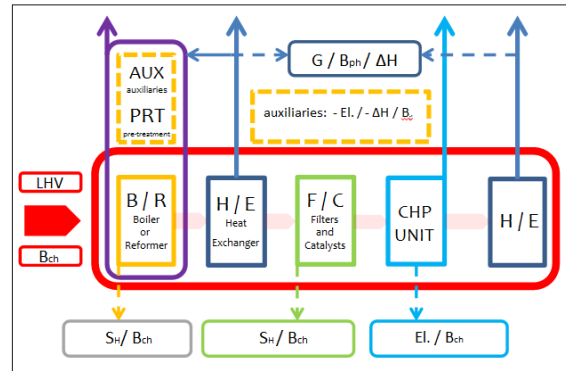 AUX
auxiliaries
PRT
pre-treatment
G / Bph / ΔH
auxiliaries: - El. / - ΔH / B.
LHV
Bch
B / R
Boiler
or
Reformer
H / E
Heat
Exchanger
F / C
Filters
and
Catalysts
CHP
UNIT
H / E
SH / Bch
SH / Bch
El. / Bch